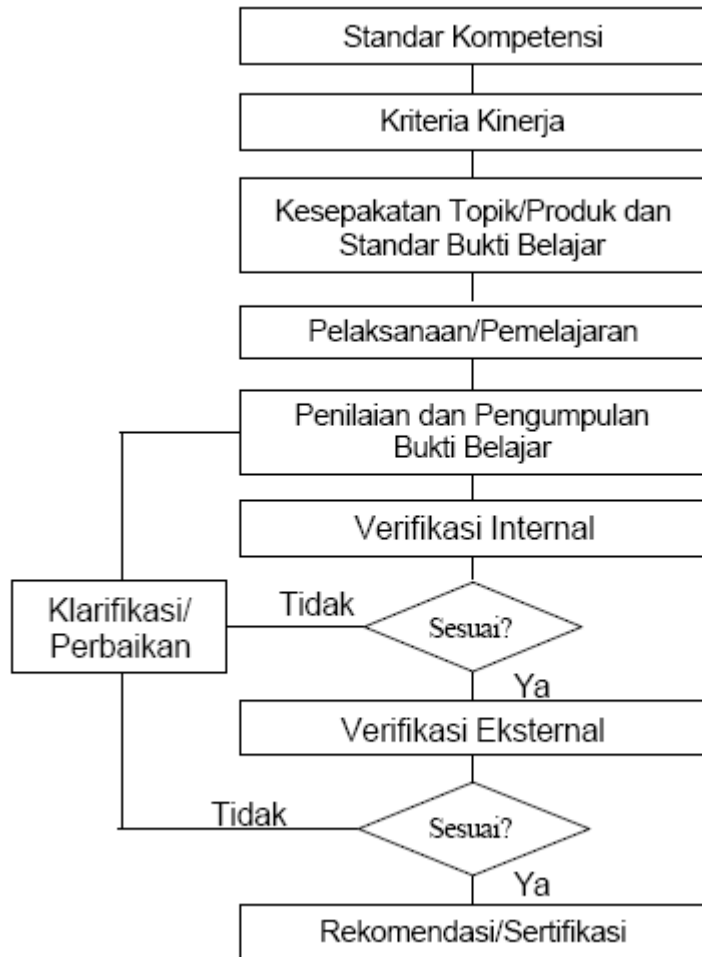 Standar Kompetensi
Kriteria Kinerja
Kesepakatan Topik/Produk dan
Standar Bukti Belajar
Pelaksanaan/Pemelajaran
Penilaian dan Pengumpulan
Bukti Belajar
Verifikasi Internal
Klarifikasi/
Perbaikan
Tidak
Sesuai?
Ya
Verifikasi Eksternal
Tidak
Sesuai?
Ya
Rekomendasi/Sertifikasi